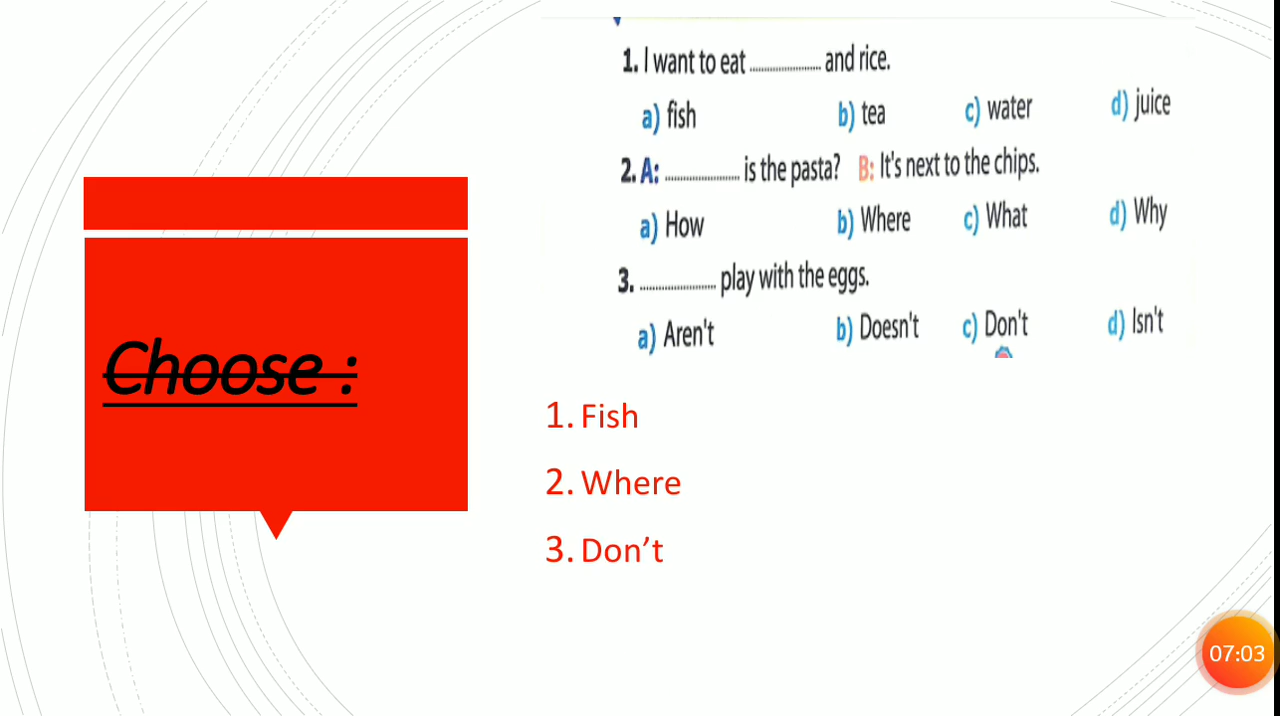 1. I want to eat ........................ and rice.
a) fish b) tea c) water d) juice
2. A: ........................ is the pasta? B: It's next to the chips.
a) How b) Where c) What d) Why
3. ........................ play with the eggs.
a) Aren't b) Doesn't c) Don't d) Isn't
Choose :
1. Fish
2. Where
3. Don’t
07:03